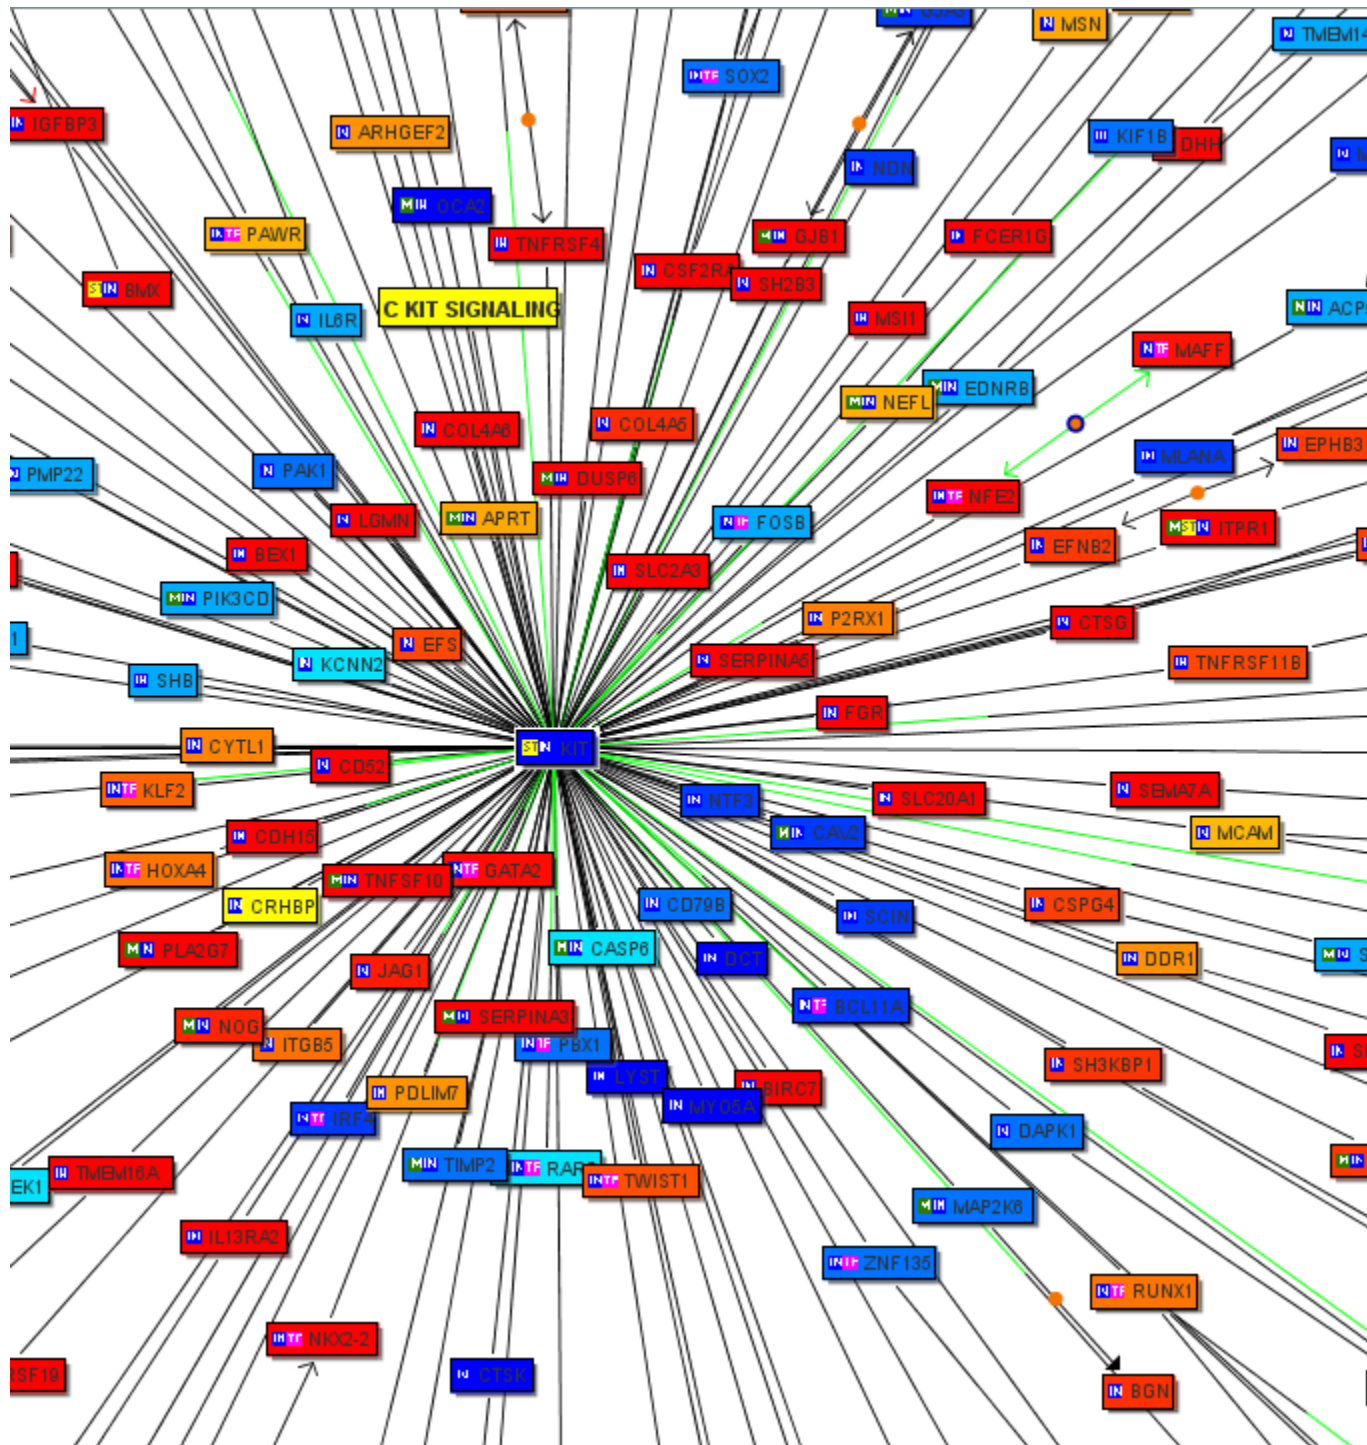 SOX2
MSN
TMEM14
IGFBP3
ARHGEF2
KIF1B
DHH
NDN
OCA2
PAWR
TNFRSF4
GJB1
FCER1G
CSF2RA
SH2B3
BMX
C KIT SIGNALING
IL6R
MSI1
ACP
MAFF
EDNRB
NEFL
COL4A6
COL4A5
EPHB3
MLANA
PMP22
PAK1
DUSP6
NFE2
LGMN
APRT
FOSB
ITPR1
EFNB2
BEX1
SLC2A3
PIK3CD
P2RX1
CTSG
EFS
KCNN2
SERPINA5
TNFRSF11B
SHB
FGR
CYTL1
KIT
CD52
KLF2
NTF3
SLC20A1
SEMA7A
CDH15
CAV2
MCAM
HOXA4
TNFSF10
GATA2
CRHBP
CD79B
SCIN
CSPG4
PLA2G7
CASP6
DCT
DDR1
JAG1
BCL11A
NOG
SERPINA3
ITGB5
PBX1
SH3KBP1
LYST
BIRC7
PDLIM7
MYO5A
IRF4
DAPK1
TIMP2
RAR
TWIST1
TMEM16A
EK1
MAP2K6
IL13RA2
ZNF135
RUNX1
NKX2-2
RSF19
CTSK
BGN